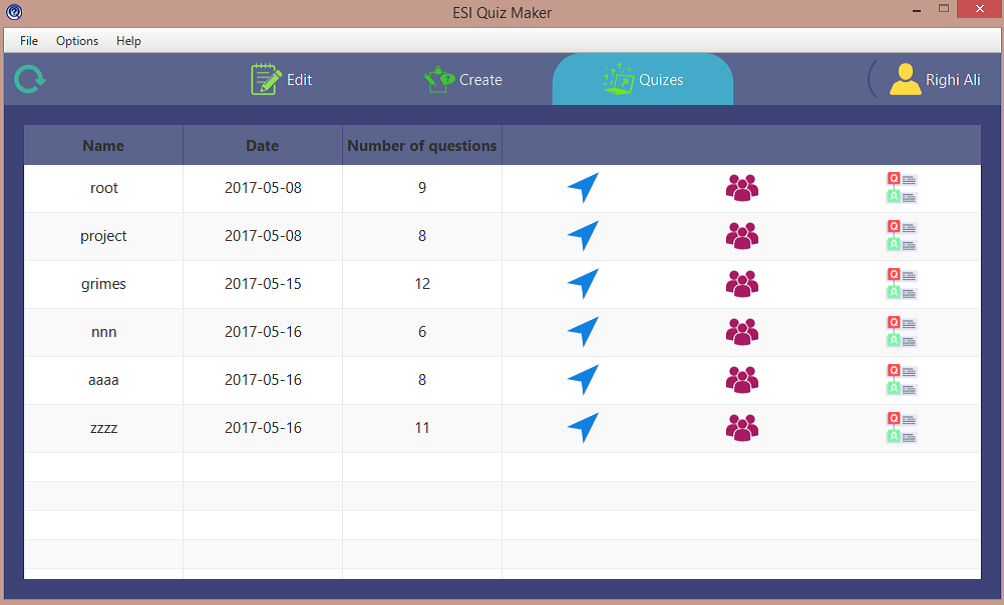 ESI Quiz Maker
File Options Help
Edit Create Quizes Righi Ali
Name Date Number of questions
root 2017-05-08 9 Q A
project 2017-05-08 8 Q A
grimes 2017-05-15 12 Q A
nnn 2017-05-16 6 Q A
aaaa 2017-05-16 8 Q A
zzzz 2017-05-16 11 Q A